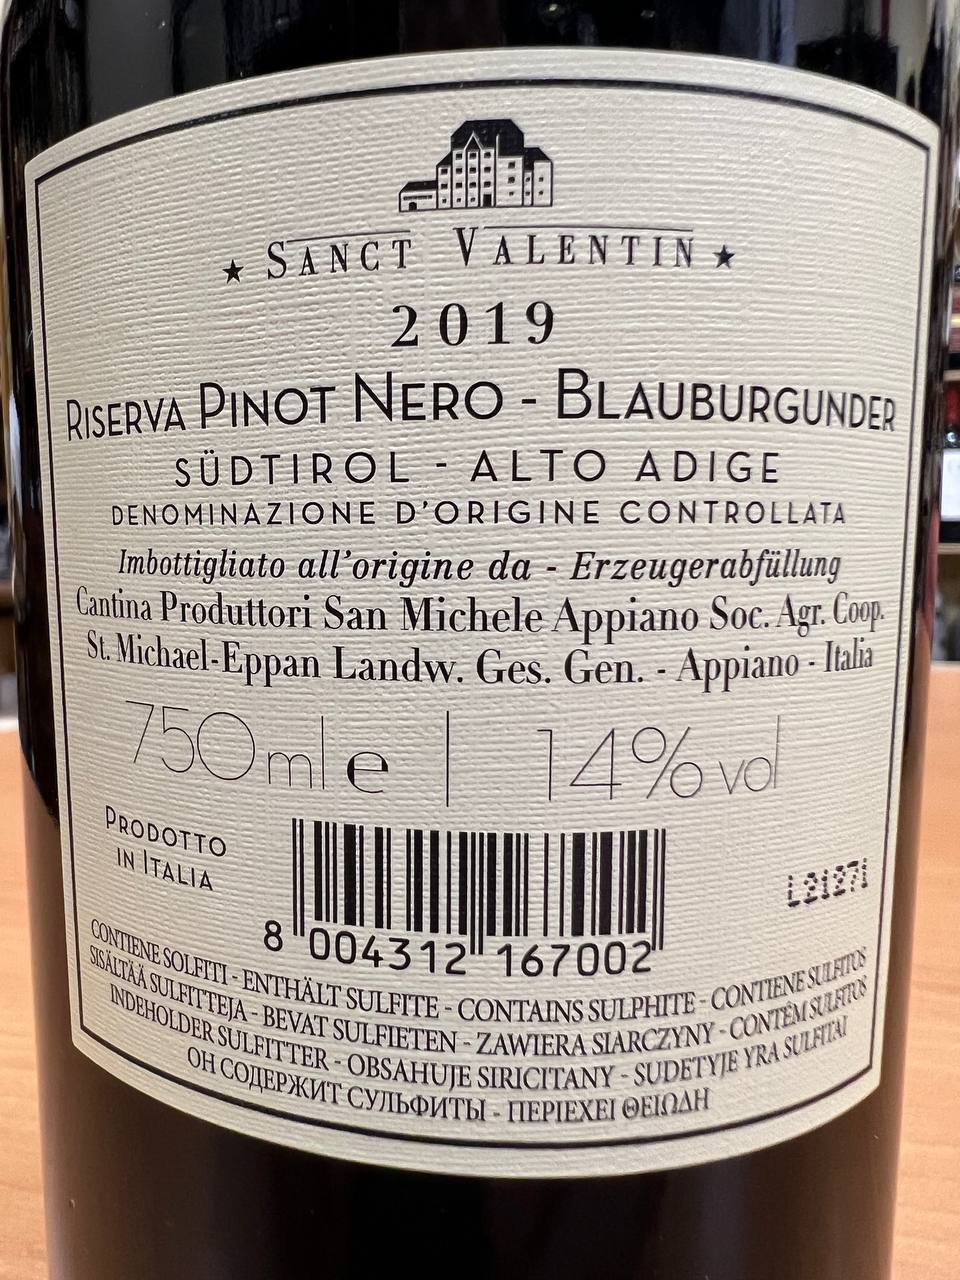 ★ SANCT VALENTIN ★
2019
RISERVA PINOT NERO - BLAUBURGUNDER
SÜDTIROL - ALTO ADIGE
DENOMINAZIONE D'ORIGINE CONTROLLATA
Imbottigliato all'origine da - Erzeugerabfüllung
Cantina Produttori San Michele Appiano Soc. Agr. Coop.
St. Michael-Eppan Landw. Ges. Gen. - Appiano - Italia
750 ml e | 14% vol
PRODOTTO
IN ITALIA
L21271
8 004312 167002
CONTIENE SOLFITI - ENTHÄLT SULFITE - CONTAINS SULPHITE - CONTIENE SULFITOS
SISÄLTÄÄ SULFITTEJA - BEVAT SULFIETEN - ZAWIERA SIARCZYNY - CONTÉM SULFITOS
INDEHOLDER SULFITTER - OBSAHUJE SIRICITANY - SUDETYJE YRA SULFITAI
ОН СОДЕРЖИТ СУЛЬФИТЫ - ΠΕΡΙΕΧΕΙ ΘΕΙΩΔΗ